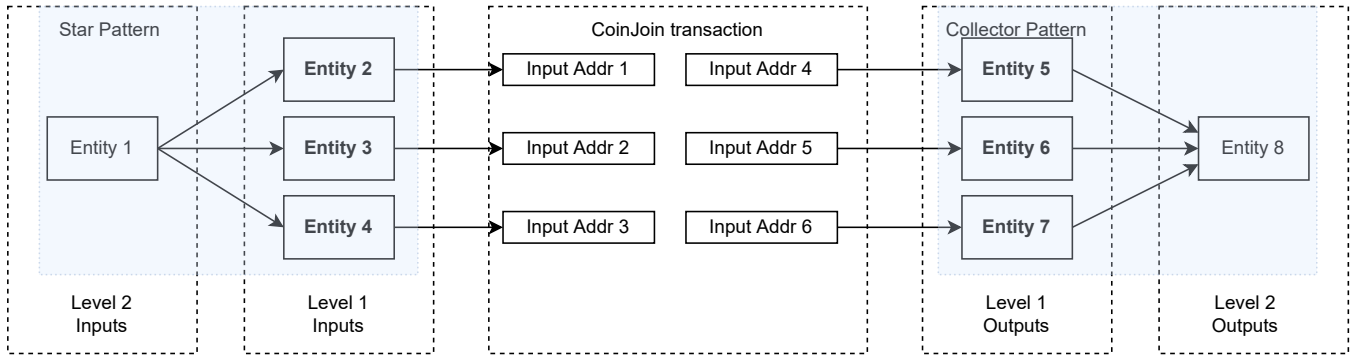 Star Pattern
CoinJoin transaction
Collector Pattern
Entity 1
Entity 2
Entity 3
Entity 4
Input Addr 1
Input Addr 2
Input Addr 3
Input Addr 4
Input Addr 5
Input Addr 6
Entity 5
Entity 6
Entity 7
Entity 8
Level 2
Inputs
Level 1
Inputs
Level 1
Outputs
Level 2
Outputs